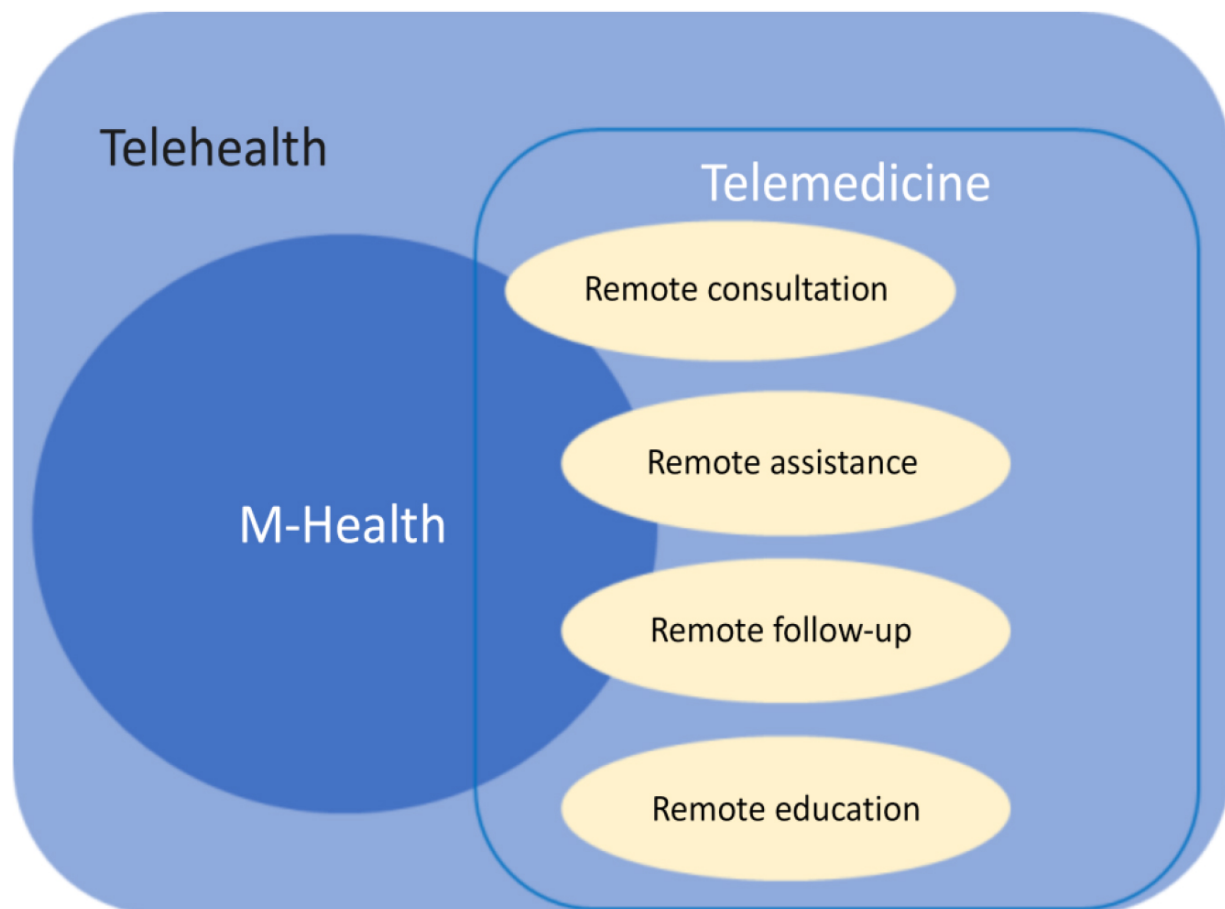 Telehealth
Telemedicine
Remote consultation
Remote assistance
M-Health
Remote follow-up
Remote education